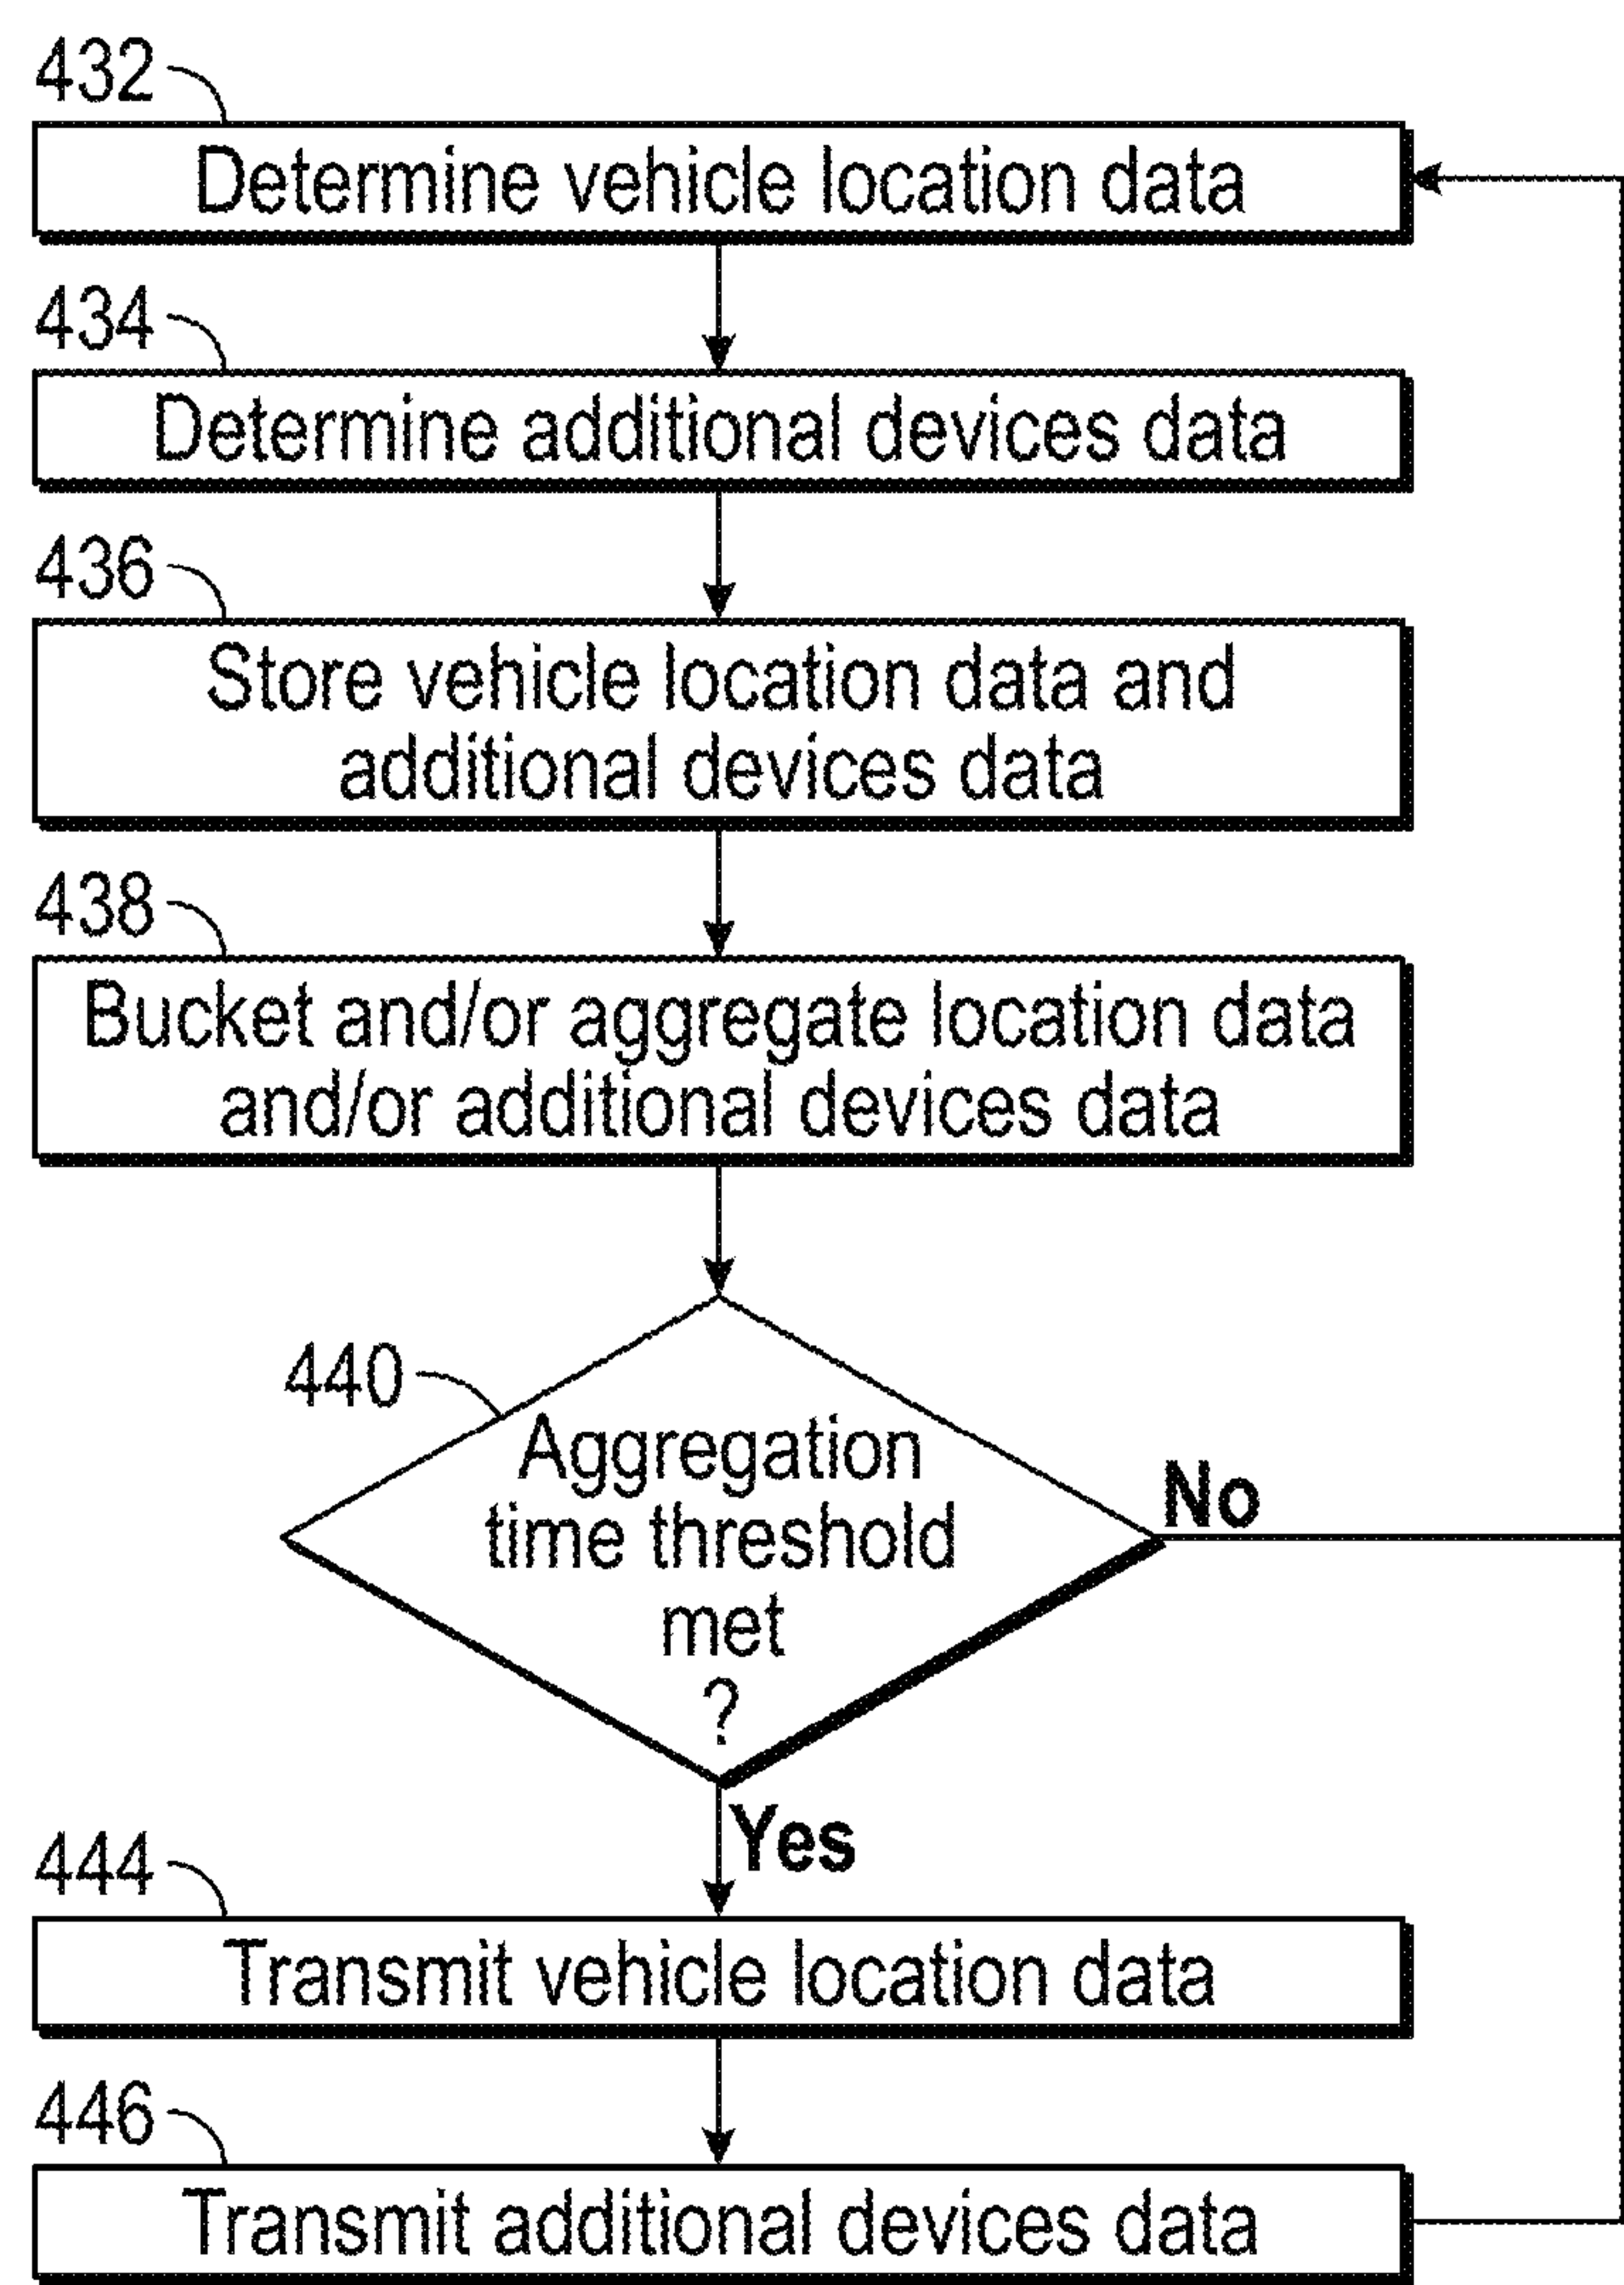 432
Determine vehicle location data
434
Determine additional devices data
436
Store vehicle location data and
additional devices data
438
Bucket and/or aggregate location data
and/or additional devices data
440
Aggregation
time threshold
met
?
No
Yes
444
Transmit vehicle location data
446
Transmit additional devices data